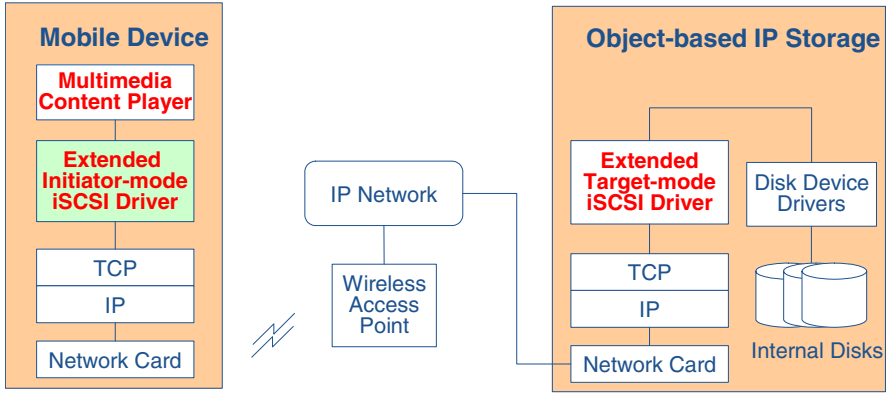 Mobile Device
Multimedia
Content Player
Extended
Initiator-mode
iSCSI Driver
TCP
IP
Network Card
IP Network
Wireless
Access
Point
Object-based IP Storage
Extended
Target-mode
iSCSI Driver
TCP
IP
Network Card
Disk Device
Drivers
Internal Disks